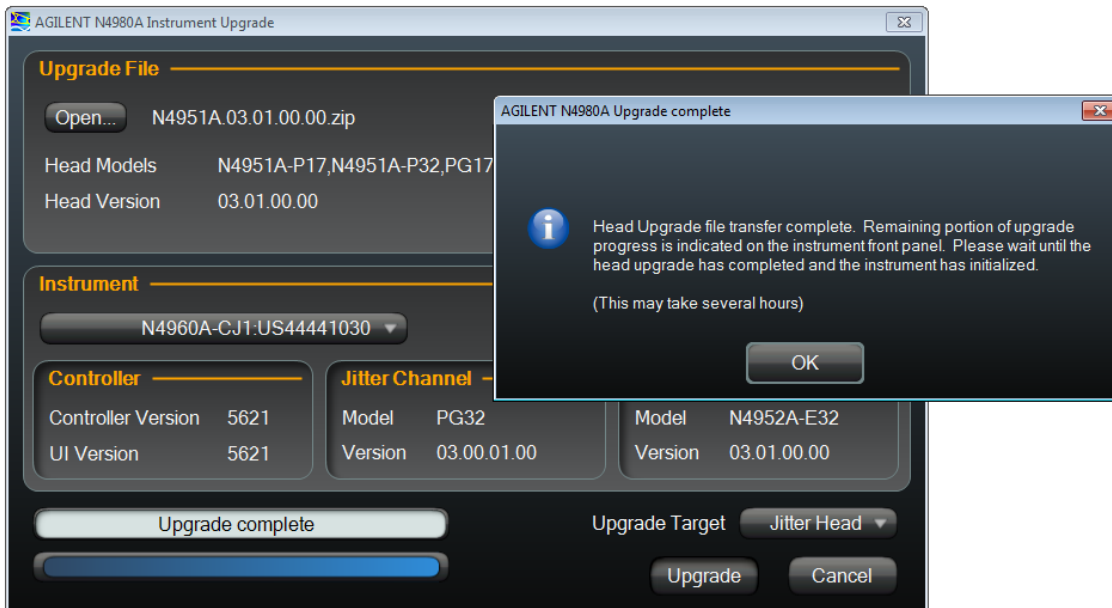 AGILENT N4980A Instrument Upgrade
Upgrade File
Open... N4951A.03.01.00.00.zip
Head Models N4951A-P17,N4951A-P32,PG17
Head Version 03.01.00.00
AGILENT N4980A Upgrade complete
Head Upgrade file transfer complete. Remaining portion of upgrade
progress is indicated on the instrument front panel. Please wait until the
head upgrade has completed and the instrument has initialized.
(This may take several hours)
OK
Instrument
N4960A-CJ1:US44441030
Controller
Controller Version 5621
UI Version 5621
Jitter Channel
Model PG32
Version 03.00.01.00
Model N4952A-E32
Version 03.01.00.00
Upgrade complete
Upgrade Target Jitter Head
Upgrade Cancel